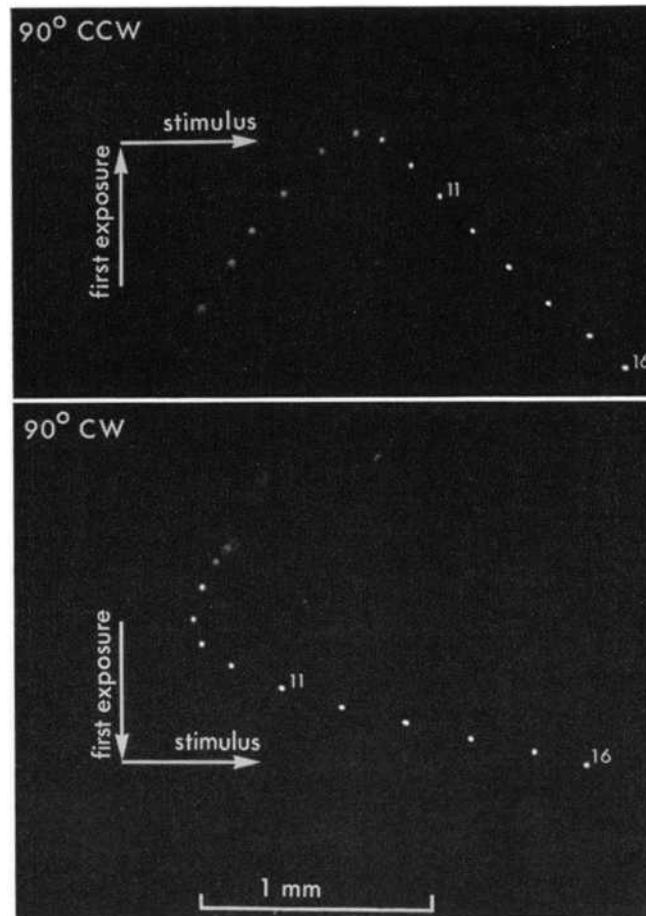 90° CCW
stimulus
first exposure
11
16
90° CW
11
first exposure
stimulus
16
1 mm